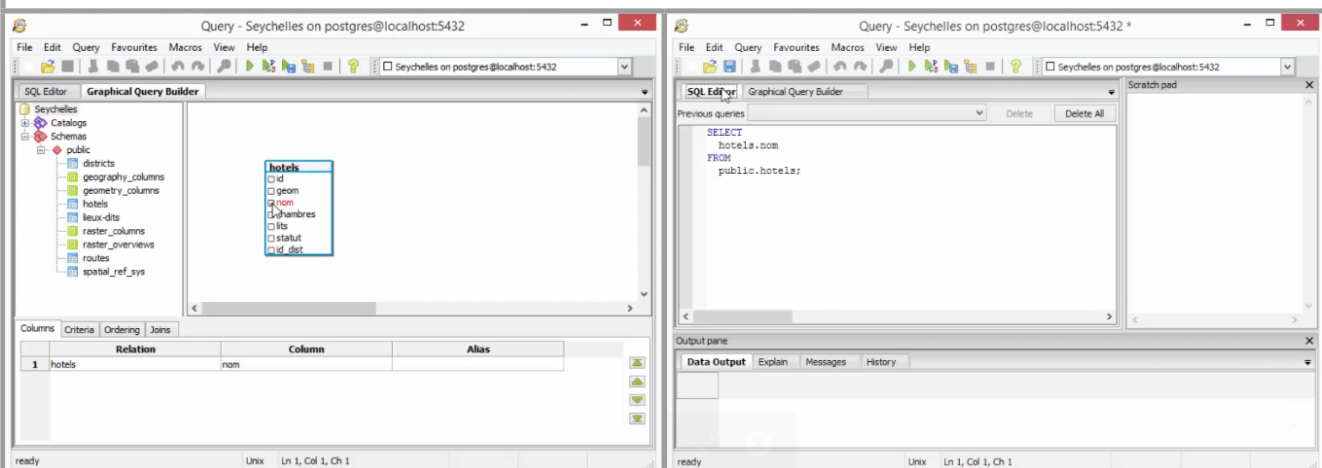 Query - Seychelles on postgres@localhost:5432
File Edit Query Favourites Macros View Help
Seychelles on postgres@localhost:5432
SQL Editor Graphical Query Builder
Seychelles
Catalogs
Schemas
public
districts
geography_columns
geometry_columns
hotels
lieux-dits
raster_columns
raster_overviews
routes
spatial_ref_sys
hotels
id
geom
nom
chambres
lits
statut
id_dist
Columns Criteria Ordering Joins
Relation Column Alias
1 hotels nom
ready Unix Ln 1, Col 1, Ch 1
Query - Seychelles on postgres@localhost:5432 *
File Edit Query Favourites Macros View Help
Seychelles on postgres@localhost:5432
SQL Editor Graphical Query Builder
Previous queries Delete Delete All
SELECT
hotels.nom
FROM
public.hotels;
Scratch pad
Output pane
Data Output Explain Messages History
ready Unix Ln 1, Col 1, Ch 1